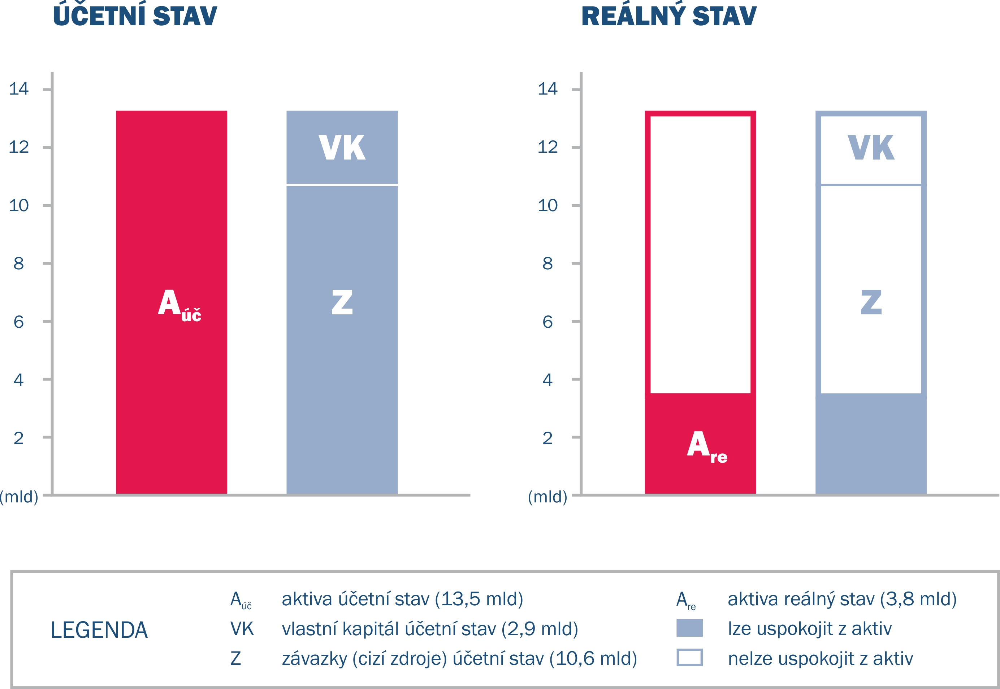 ÚČETNÍ STAV
14
12
10
8
6
4
2
(mld)
VK
Aúč
Z
REÁLNÝ STAV
14
12
10
8
6
4
2
(mld)
VK
Z
Are
LEGENDA
Aúč aktiva účetní stav (13,5 mld)
VK vlastní kapitál účetní stav (2,9 mld)
Z závazky (cizí zdroje) účetní stav (10,6 mld)
Are aktiva reálný stav (3,8 mld)
lze uspokojit z aktiv
nelze uspokojit z aktiv